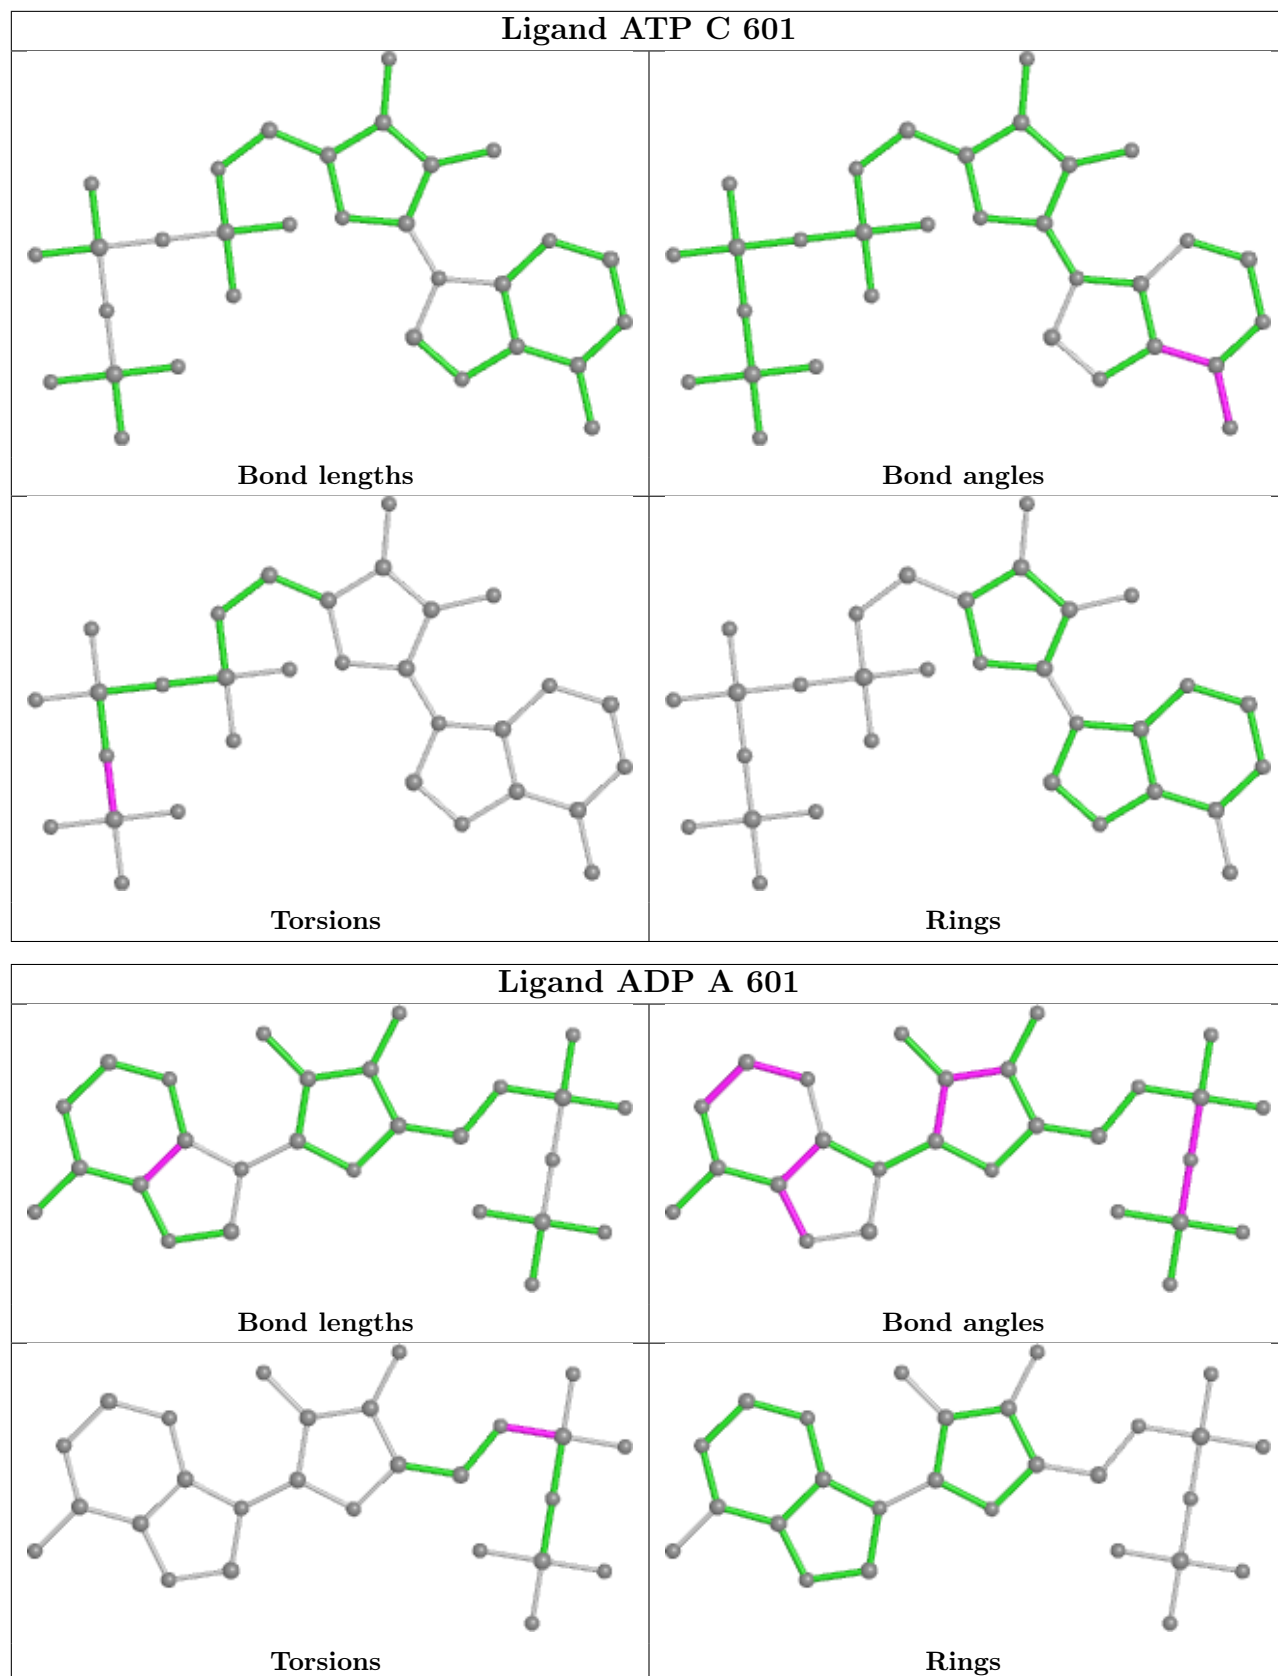 Ligand ATP C 601
Bond lengths
Bond angles
Torsions
Rings
Ligand ADP A 601
Bond lengths
Bond angles
Torsions
Rings